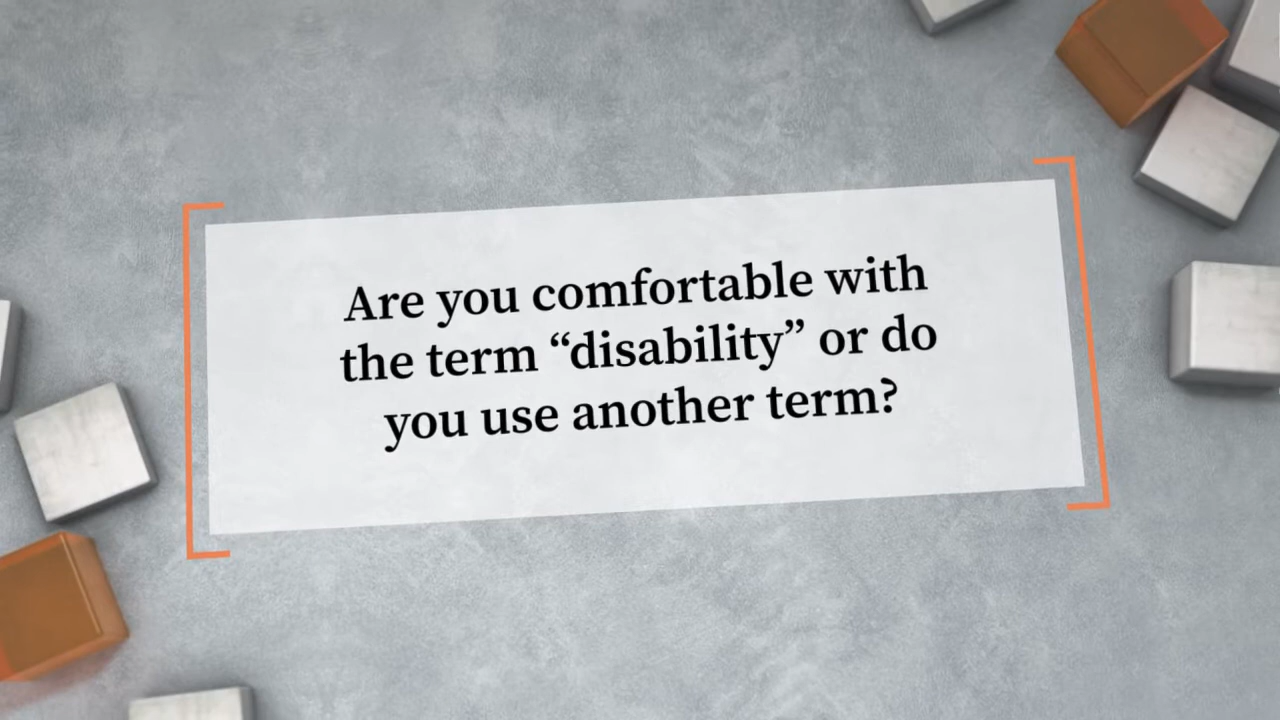 Are you comfortable with
the term “disability” or do
you use another term?